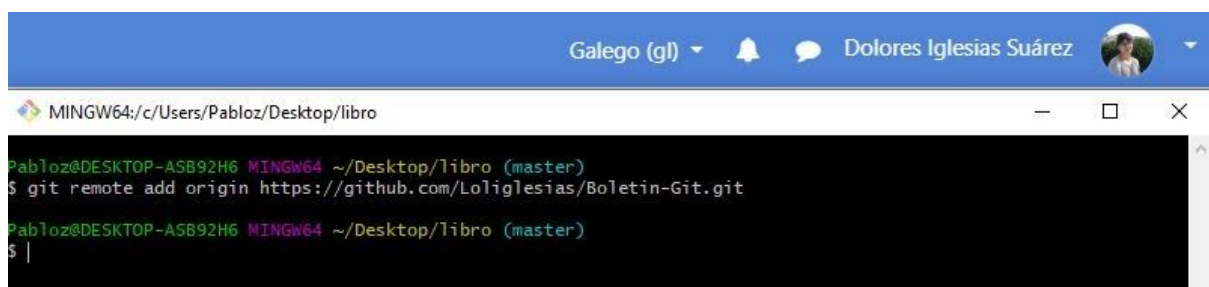 Galego (gl) Dolores Iglesias Suárez
MINGW64:/c/Users/Pabloz/Desktop/libro
Pabloz@DESKTOP-ASB92H6 MINGW64 ~/Desktop/libro (master)
$ git remote add origin https://github.com/Loliglesias/Boletin-Git.git
Pabloz@DESKTOP-ASB92H6 MINGW64 ~/Desktop/libro (master)
$